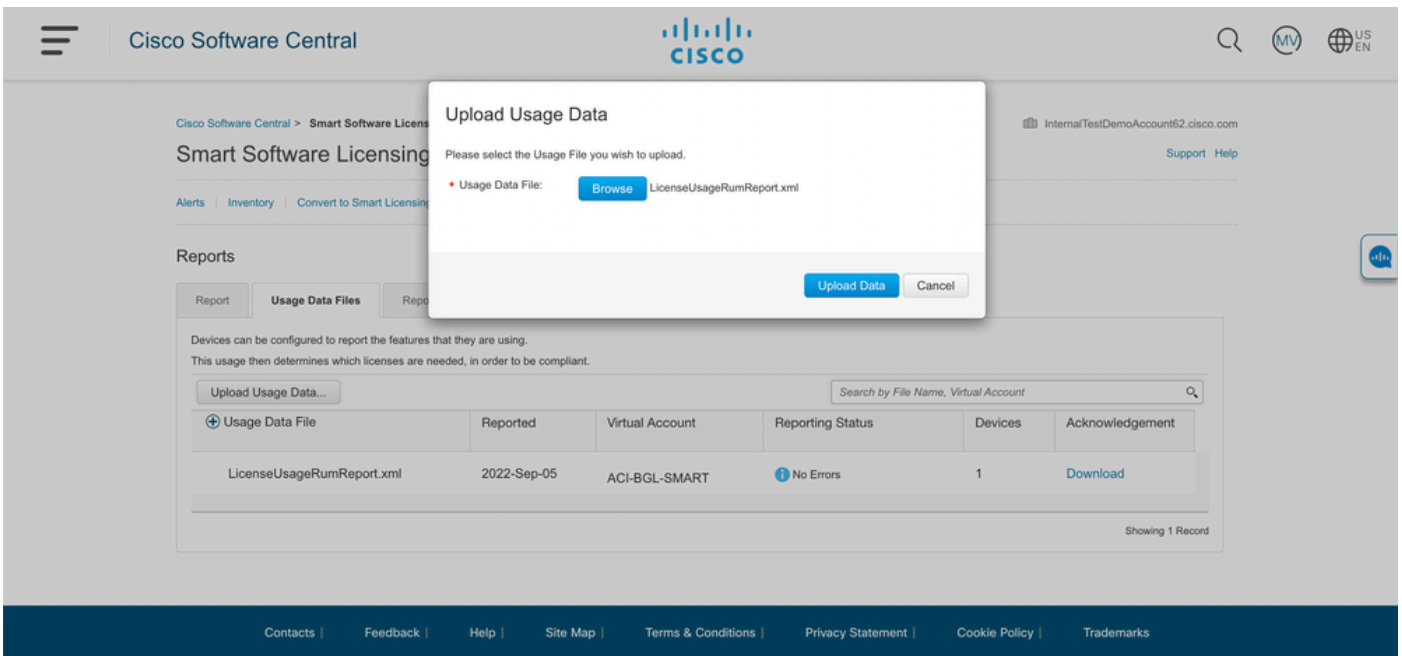 Cisco Software Central
CISCO
MV
US
EN
Upload Usage Data
Please select the Usage File you wish to upload.
* Usage Data File: Browse LicenseUsageRumReport.xml
Upload Data Cancel
Cisco Software Central > Smart Software Licens
InternalTestDemoAccount62.cisco.com
Smart Software Licensing
Support Help
Alerts | Inventory | Convert to Smart Licensing
Reports
Report Usage Data Files Repo
Devices can be configured to report the features that they are using.
This usage then determines which licenses are needed, in order to be compliant.
Upload Usage Data... Search by File Name, Virtual Account
Usage Data File Reported Virtual Account Reporting Status Devices Acknowledgement
LicenseUsageRumReport.xml 2022-Sep-05 ACI-BGL-SMART No Errors 1 Download
Showing 1 Record
Contacts | Feedback | Help | Site Map | Terms & Conditions | Privacy Statement | Cookie Policy | Trademarks